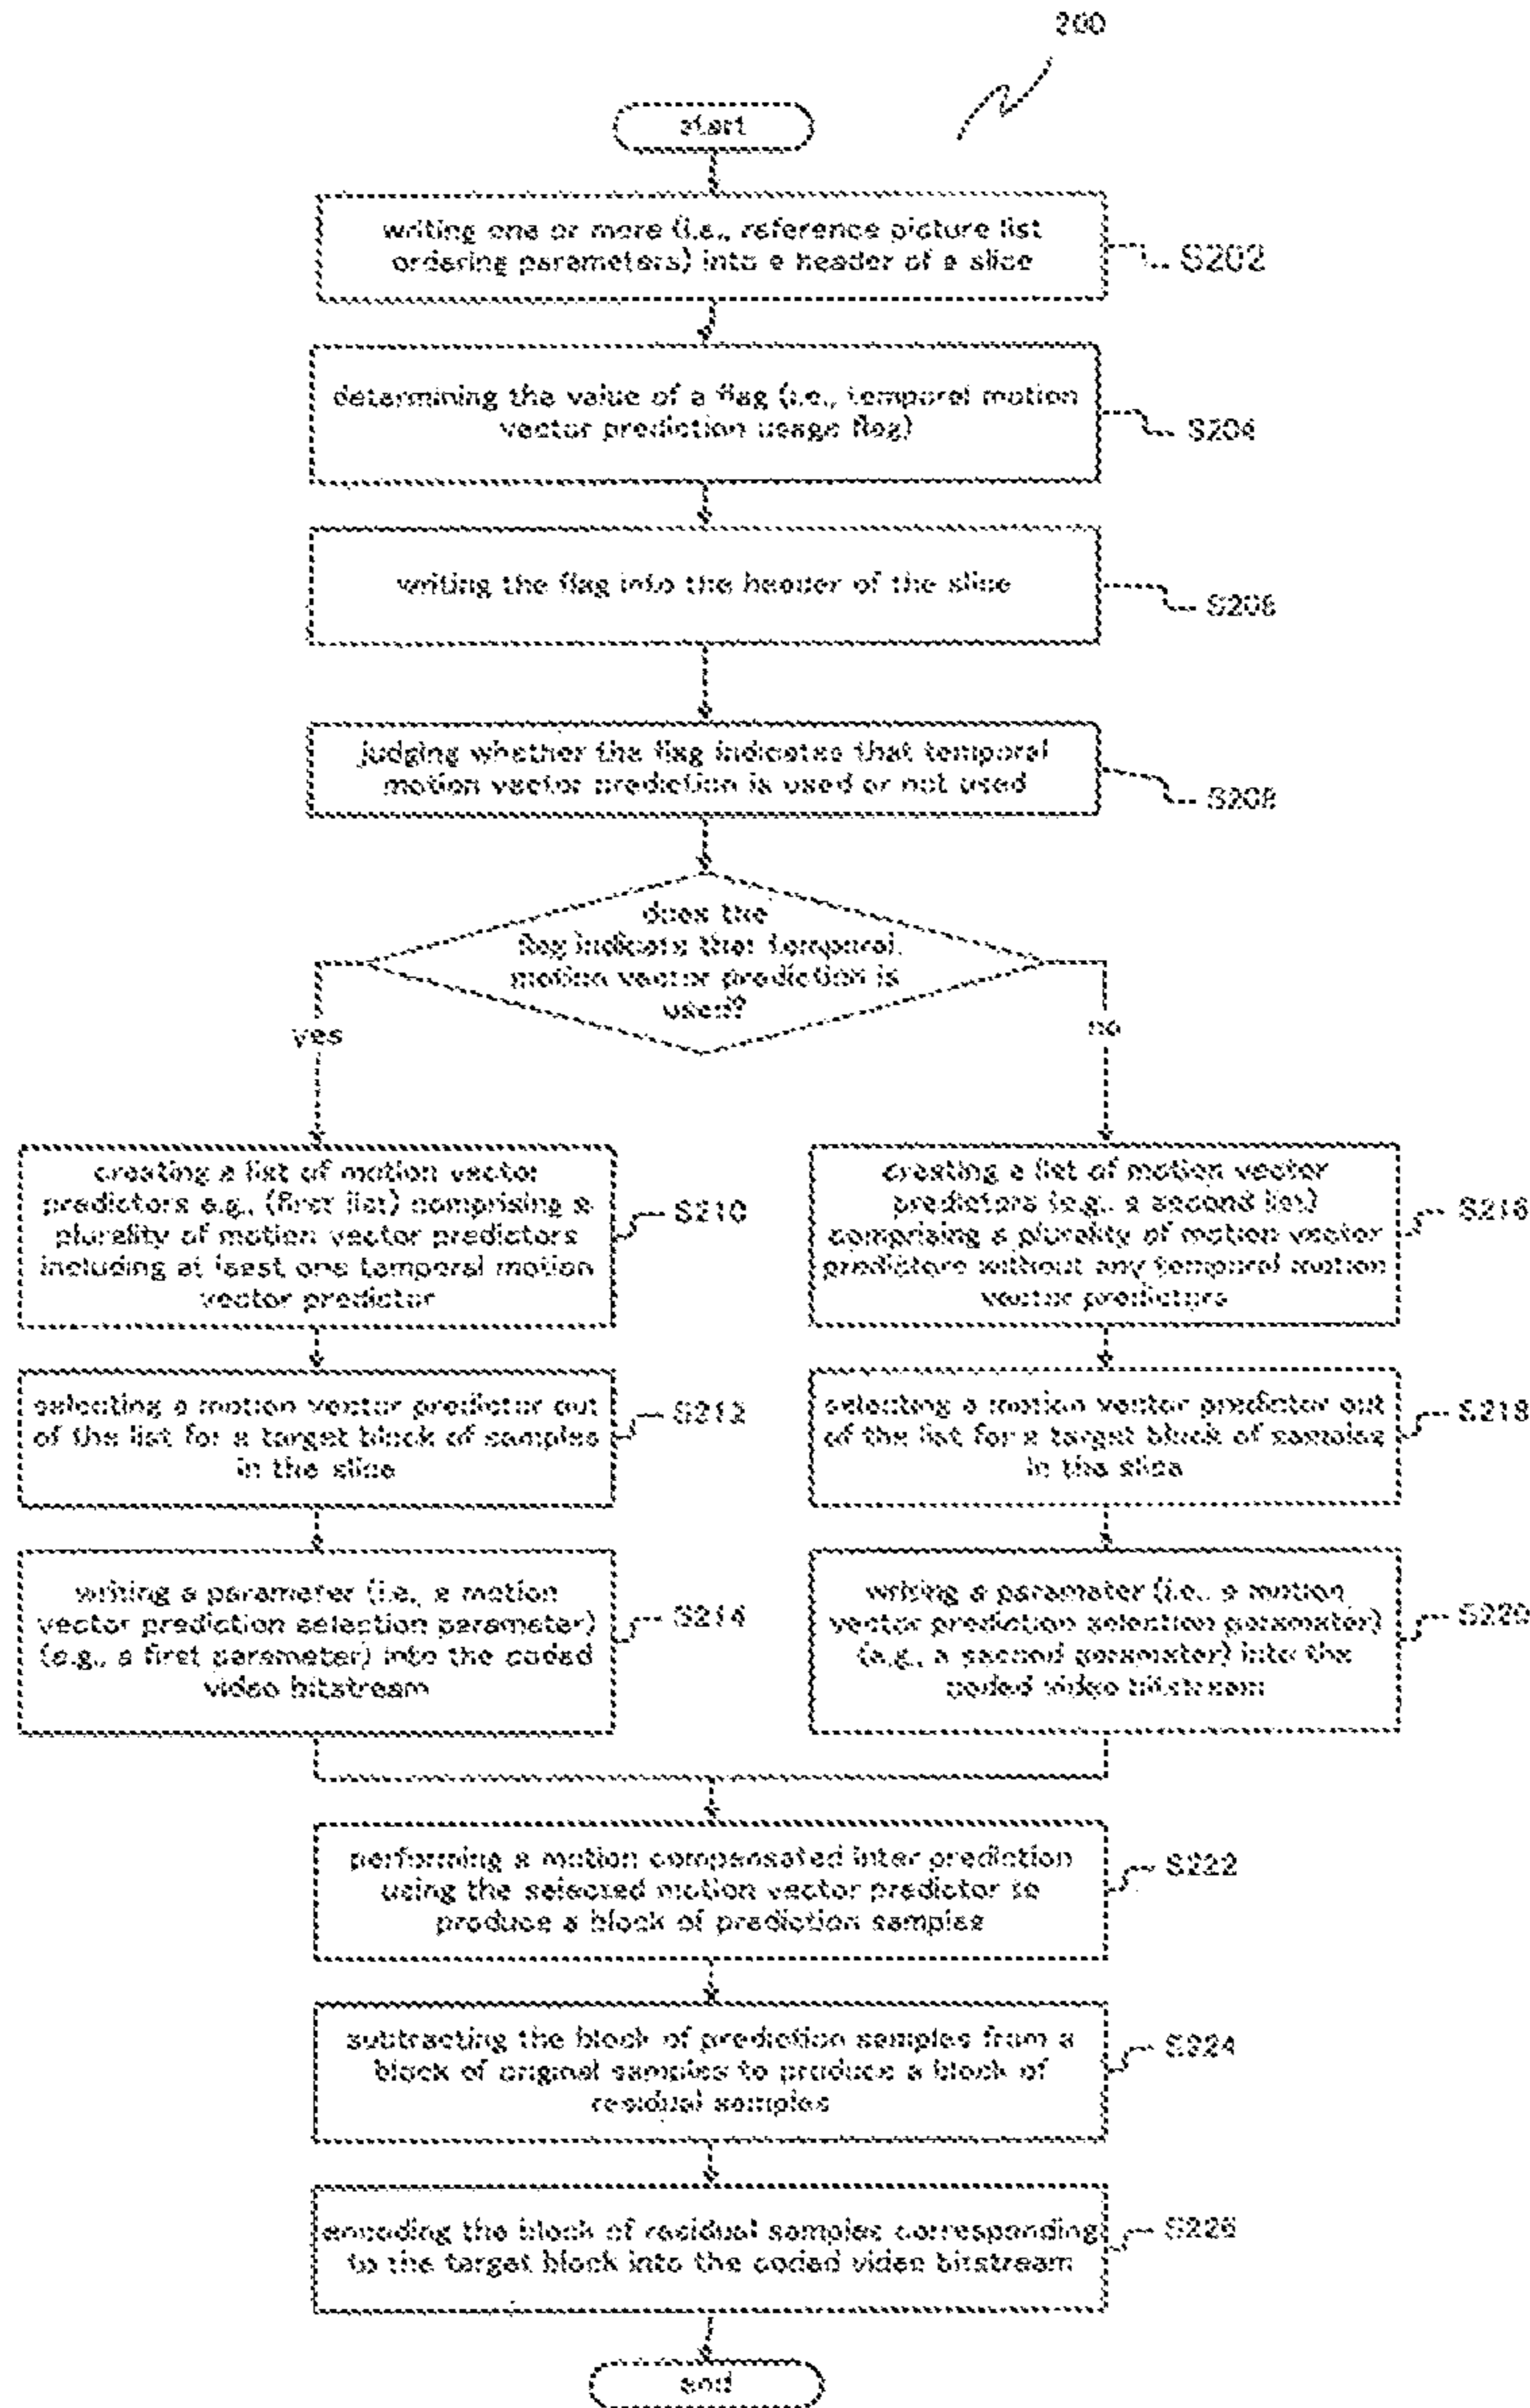 200
start
writing one or more (i.e., reference picture list
ordering parameters) into a header of a slice
S202
determining the value of a flag (i.e., temporal motion
vector prediction usage flag)
S204
writing the flag into the header of the slice
S206
judging whether the flag indicates that temporal
motion vector prediction is used or not used
S208
does the
flag indicate that temporal
motion vector prediction is
used?
yes
no
creating a list of motion vector
predictors e.g., (first list) comprising a
plurality of motion vector predictors
including at least one temporal motion
vector predictor
S210
creating a list of motion vector
predictors (e.g., a second list)
comprising a plurality of motion vector
predictors without any temporal motion
vector predictors
S216
selecting a motion vector predictor out
of the list for a target block of samples
in the slice
S212
selecting a motion vector predictor out
of the list for a target block of samples
in the slice
S218
writing a parameter (i.e., a motion
vector prediction selection parameter)
(e.g., a first parameter) into the coded
video bitstream
S214
writing a parameter (i.e., a motion
vector prediction selection parameter)
(e.g., a second parameter) into the
coded video bitstream
S220
performing a motion compensated inter prediction
using the selected motion vector predictor to
produce a block of prediction samples
S222
subtracting the block of prediction samples from a
block of original samples to produce a block of
residual samples
S224
encoding the block of residual samples corresponding
to the target block into the coded video bitstream
S226
end